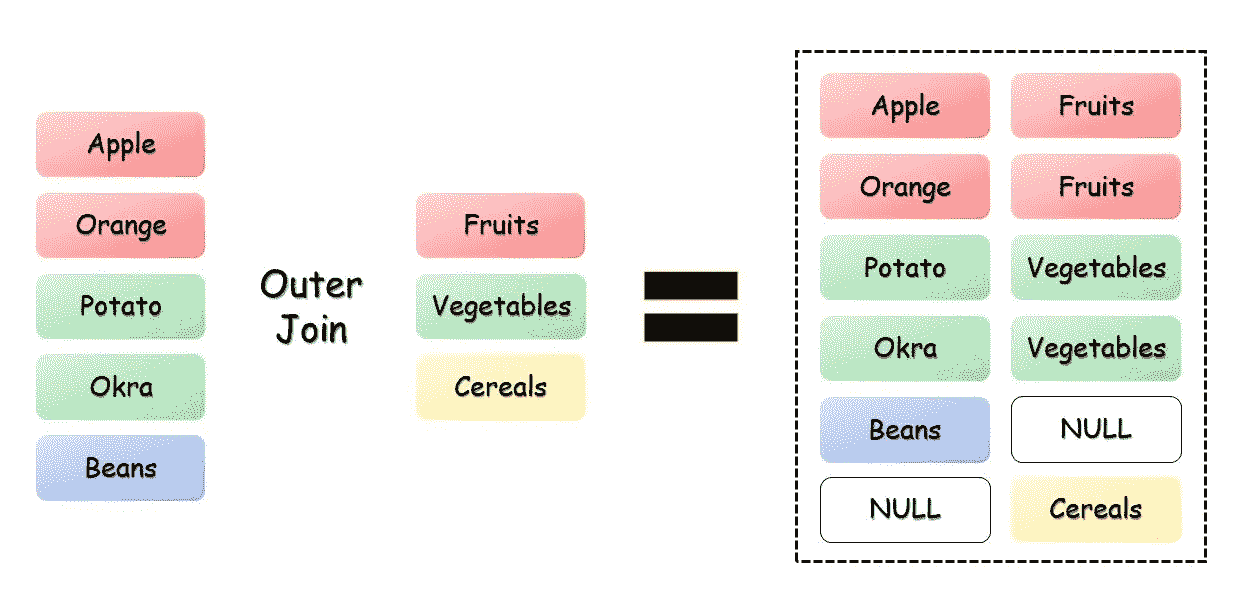 Apple
Orange
Potato
Okra
Beans
Outer
Join
Fruits
Vegetables
Cereals
Apple Fruits
Orange Fruits
Potato Vegetables
Okra Vegetables
Beans NULL
NULL Cereals